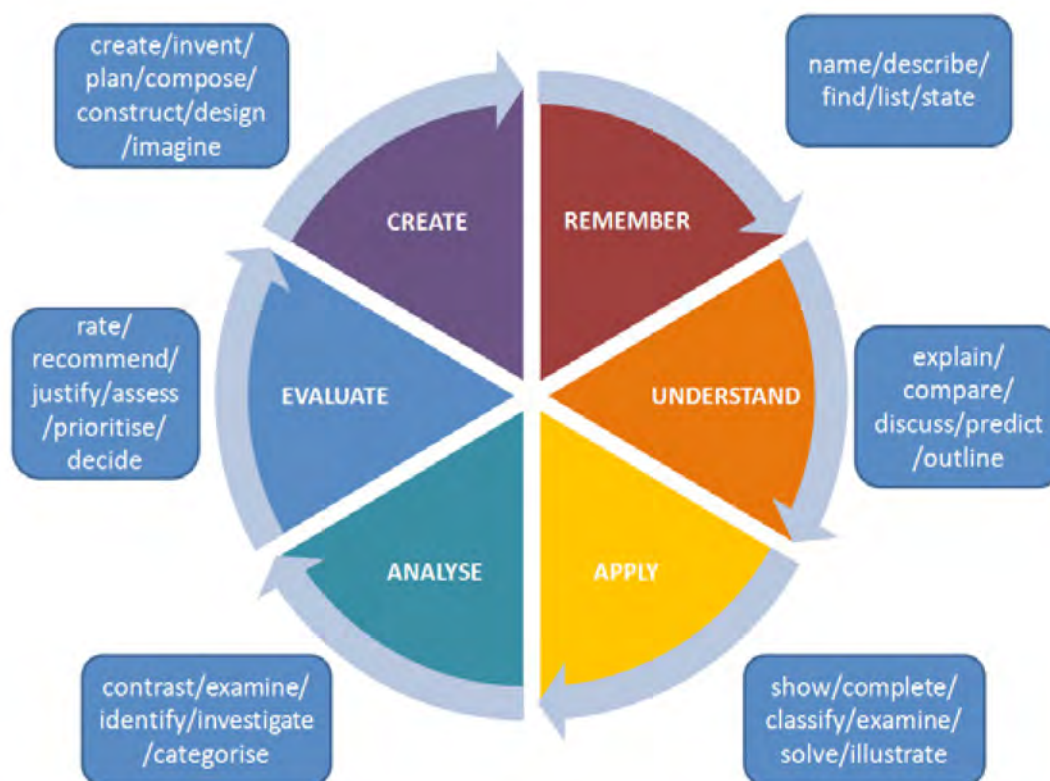 create/invent/
plan/compose/
construct/design
/imagine
name/describe/
find/list/state
CREATE
REMEMBER
rate/
recommend/
justify/assess
/prioritise/
decide
EVALUATE
UNDERSTAND
explain/
compare/
discuss/predict
/outline
ANALYSE
APPLY
contrast/examine/
identify/investigate
/categorise
show/complete/
classify/examine/
solve/illustrate